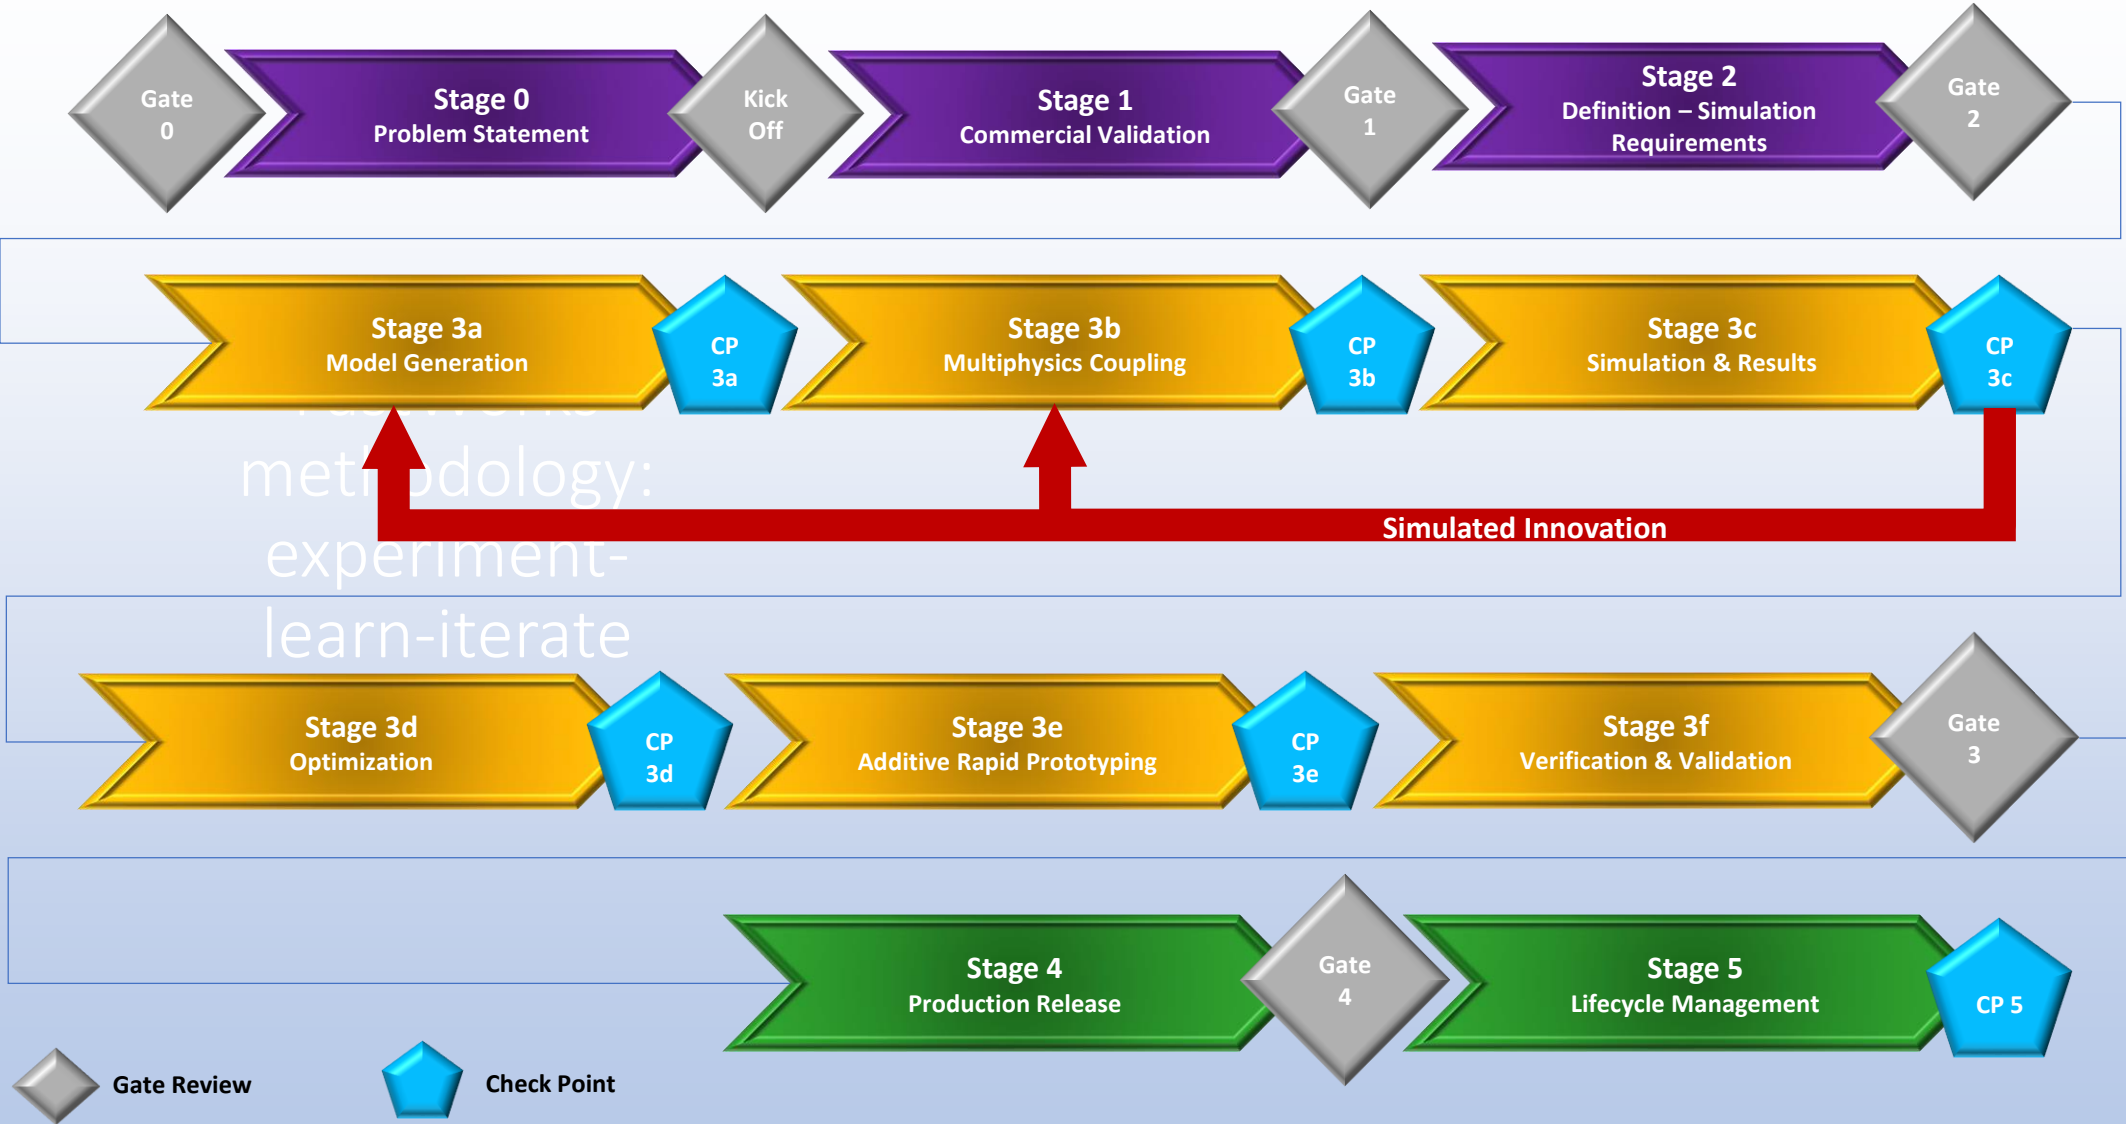 Gate
0
Stage 0
Problem Statement
Kick
Off
Stage 1
Commercial Validation
Gate
1
Stage 2
Definition – Simulation
Requirements
Gate
2
Stage 3a
Model Generation
CP
3a
Stage 3b
Multiphysics Coupling
CP
3b
Stage 3c
Simulation & Results
CP
3c
methodology:
experiment-
learn-iterate
Simulated Innovation
Stage 3d
Optimization
CP
3d
Stage 3e
Additive Rapid Prototyping
CP
3e
Stage 3f
Verification & Validation
Gate
3
Stage 4
Production Release
Gate
4
Stage 5
Lifecycle Management
CP 5
Gate Review
Check Point